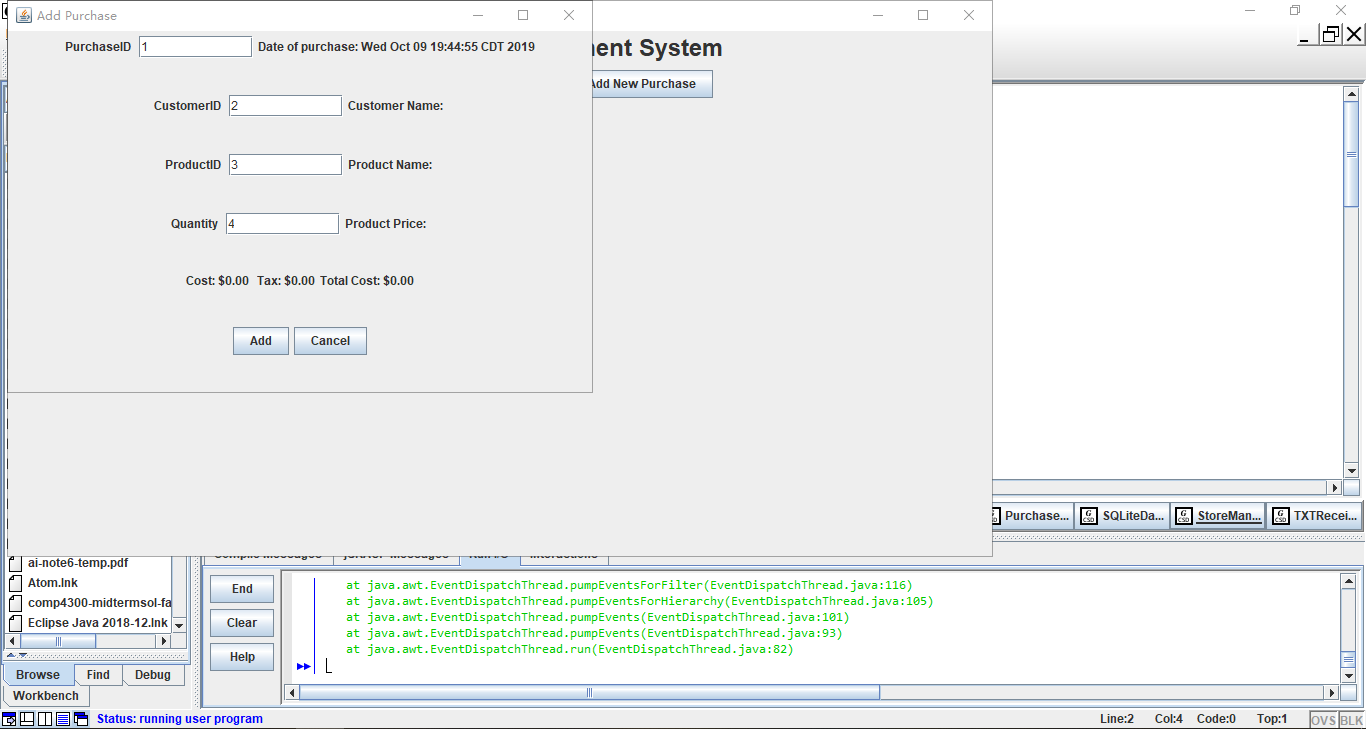 Add Purchase
PurchaseID 1 Date of purchase: Wed Oct 09 19:44:55 CDT 2019
CustomerID 2 Customer Name:
ProductID 3 Product Name:
Quantity 4 Product Price:
Cost: $0.00 Tax: $0.00 Total Cost: $0.00
Add Cancel
ent System
Add New Purchase
Purchase... SQLiteDa... StoreMan... TXTRecei...
ai-note6-temp.pdf
Atom.lnk
comp4300-midtermsol-fa
Eclipse Java 2018-12.lnk
Browse Find Debug
Workbench
End
Clear
Help
at java.awt.EventDispatchThread.pumpEventsForFilter(EventDispatchThread.java:116)
at java.awt.EventDispatchThread.pumpEventsForHierarchy(EventDispatchThread.java:105)
at java.awt.EventDispatchThread.pumpEvents(EventDispatchThread.java:101)
at java.awt.EventDispatchThread.pumpEvents(EventDispatchThread.java:93)
at java.awt.EventDispatchThread.run(EventDispatchThread.java:82)
Status: running user program
Line:2 Col:4 Code:0 Top:1 OVS BLK